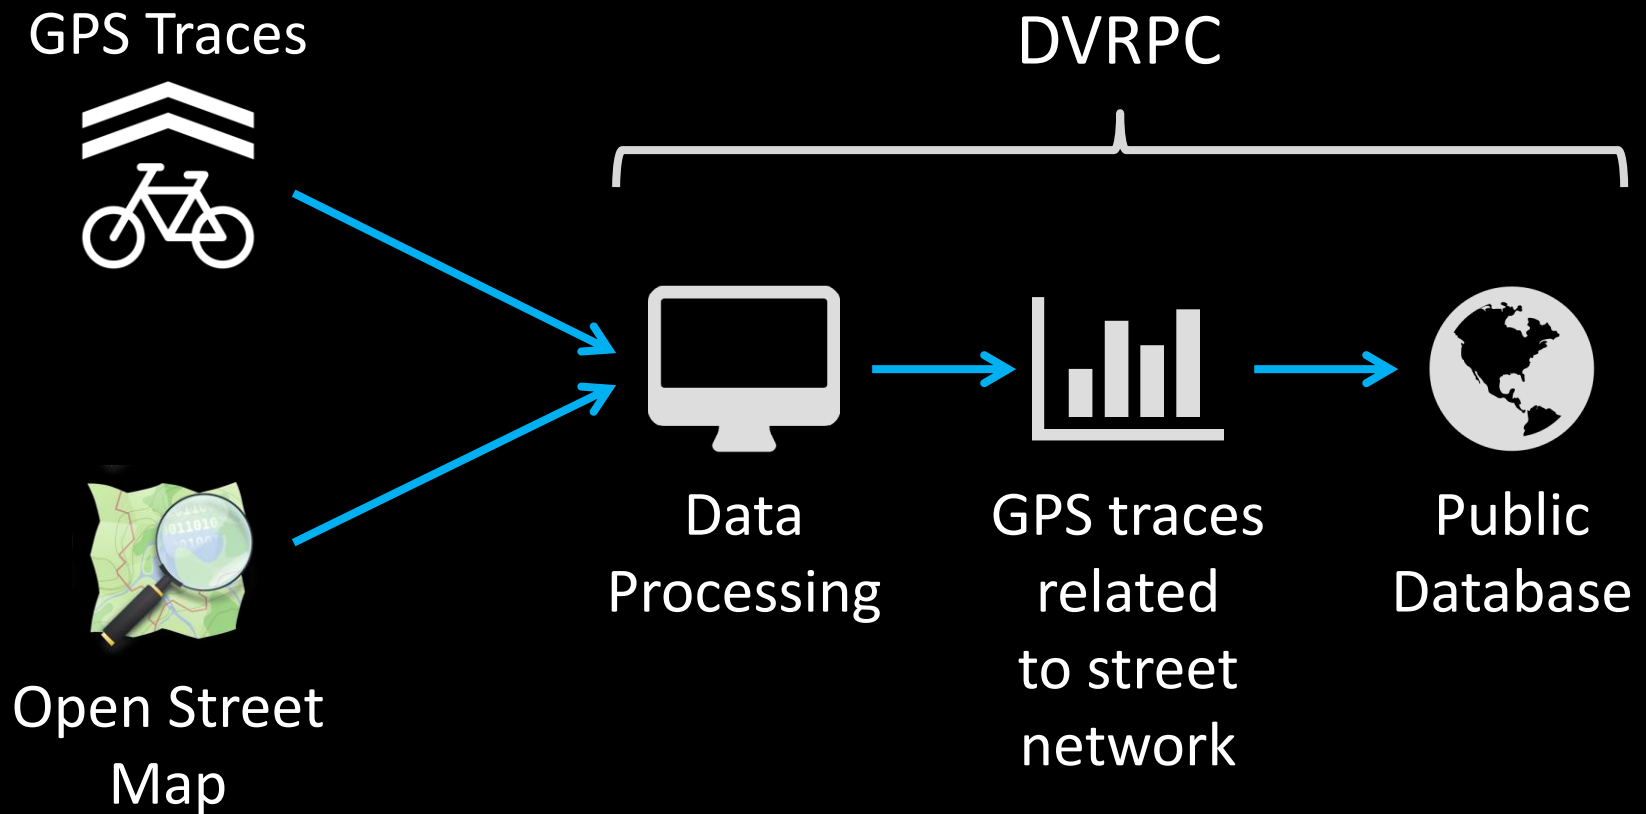 GPS Traces
DVRPC
Open Street
Map
Data
Processing
GPS traces
related
to street
network
Public
Database